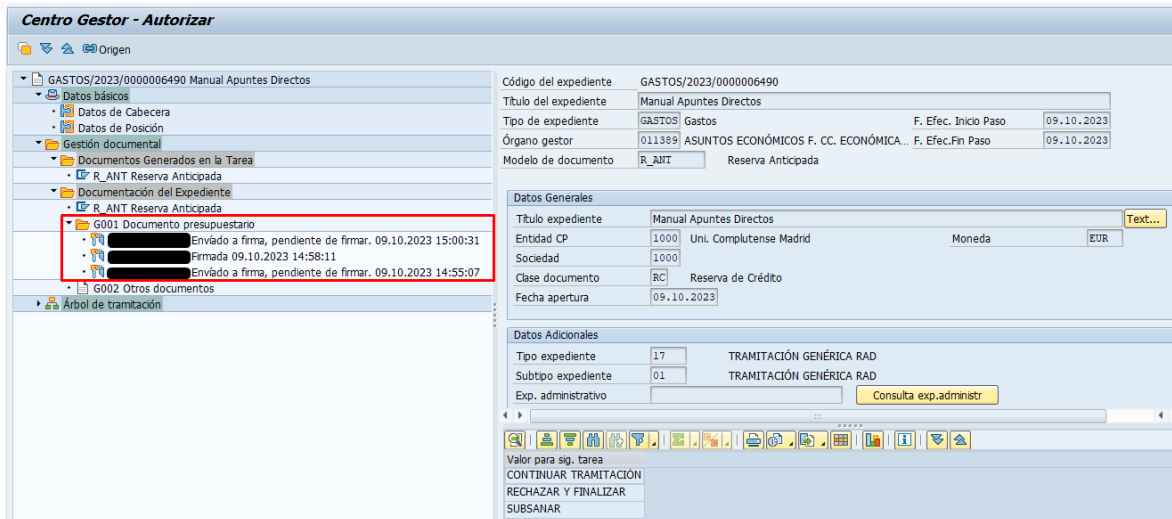 Centro Gestor - Autorizar
Origen
GASTOS/2023/0000006490 Manual Apuntes Directos
Datos básicos
Datos de Cabecera
Datos de Posición
Gestión documental
Documentos Generados en la Tarea
R_ANT Reserva Anticipada
Documentación del Expediente
R_ANT Reserva Anticipada
G001 Documento presupuestario
Envíado a firma, pendiente de firmar. 09.10.2023 15:00:31
Firmada 09.10.2023 14:58:11
Envíado a firma, pendiente de firmar. 09.10.2023 14:55:07
G002 Otros documentos
Árbol de tramitación
Código del expediente GASTOS/2023/0000006490
Título del expediente Manual Apuntes Directos
Tipo de expediente GASTOS Gastos F. Efec. Inicio Paso 09.10.2023
Órgano gestor 011389 ASUNTOS ECONÓMICOS F. CC. ECONÓMICA... F. Efec.Fin Paso 09.10.2023
Modelo de documento R_ANT Reserva Anticipada
Datos Generales
Título expediente Manual Apuntes Directos Text...
Entidad CP 1000 Uni. Complutense Madrid Moneda EUR
Sociedad 1000
Clase documento RC Reserva de Crédito
Fecha apertura 09.10.2023
Datos Adicionales
Tipo expediente 17 TRAMITACIÓN GENÉRICA RAD
Subtipo expediente 01 TRAMITACIÓN GENÉRICA RAD
Exp. administrativo Consulta exp.administr
Valor para sig. tarea
CONTINUAR TRAMITACIÓN
RECHAZAR Y FINALIZAR
SUBSANAR